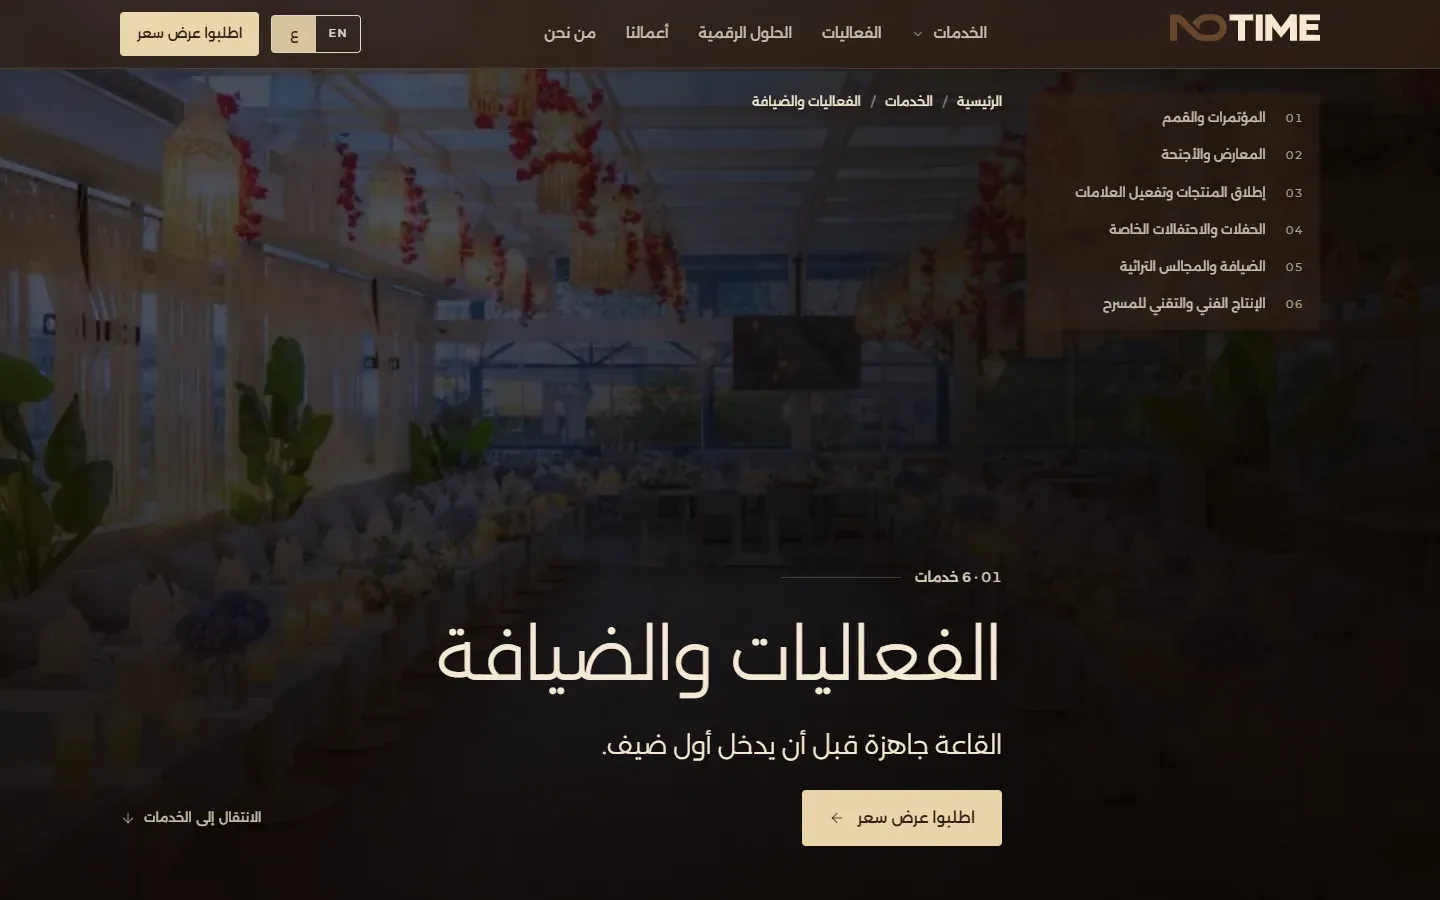 NO TIME
الخدمات
الفعاليات
الحلول الرقمية
أعمالنا
من نحن
EN
ع
اطلبوا عرض سعر
الرئيسية / الخدمات / الفعاليات والضيافة
01 المؤتمرات والقمم
02 المعارض والأجنحة
03 إطلاق المنتجات وتفعيل العلامات
04 الحفلات والاحتفالات الخاصة
05 الضيافة والمجالس التراثية
06 الإنتاج الفني والتقني للمسرح
01 · 6 خدمات
الفعاليات والضيافة
القاعة جاهزة قبل أن يدخل أول ضيف.
اطلبوا عرض سعر ←
الانتقال إلى الخدمات ↓